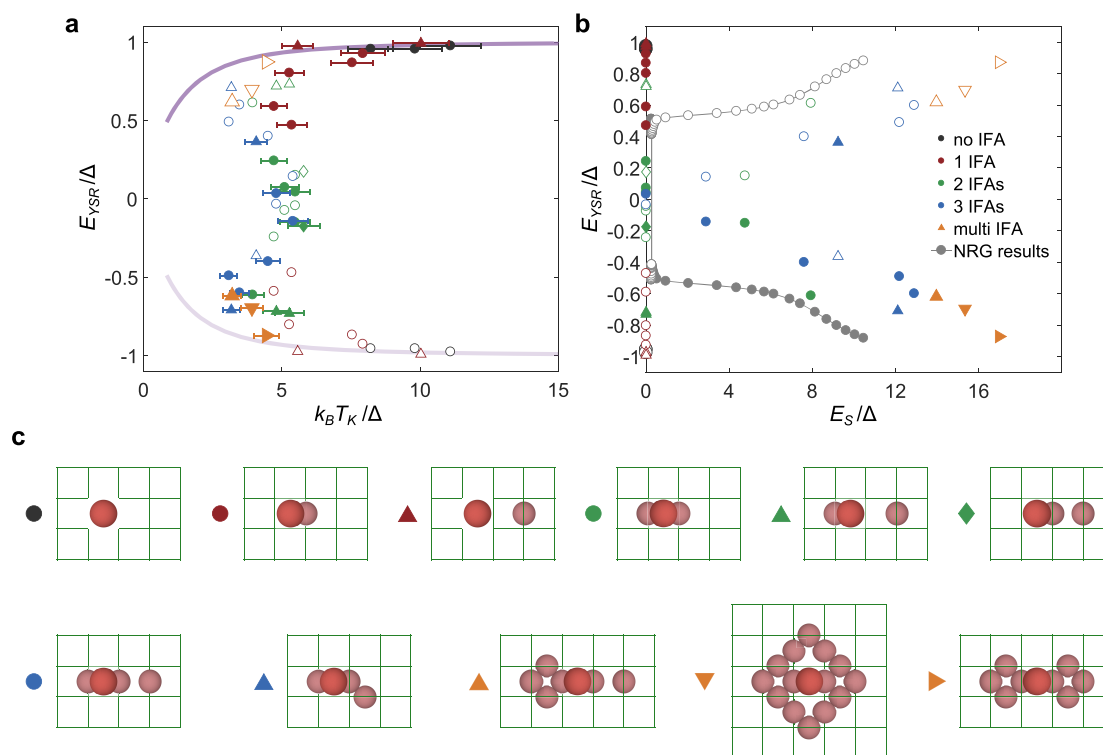 a
E_YSR/Δ
1
0.5
0
-0.5
-1
0
5
10
15
k_BT_K/Δ
b
E_YSR/Δ
1
0.8
0.6
0.4
0.2
0
-0.2
-0.4
-0.6
-0.8
-1
0
4
8
12
16
E_S/Δ
no IFA
1 IFA
2 IFAs
3 IFAs
multi IFA
NRG results
c